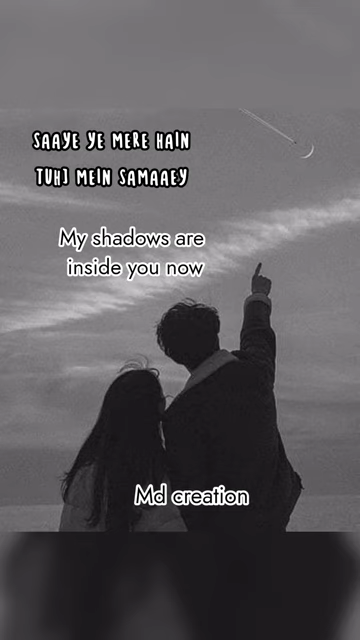 SAAYE YE MERE HAIN
TUHJ MEIN SAMAAEY
My shadows are
inside you now
Md creation